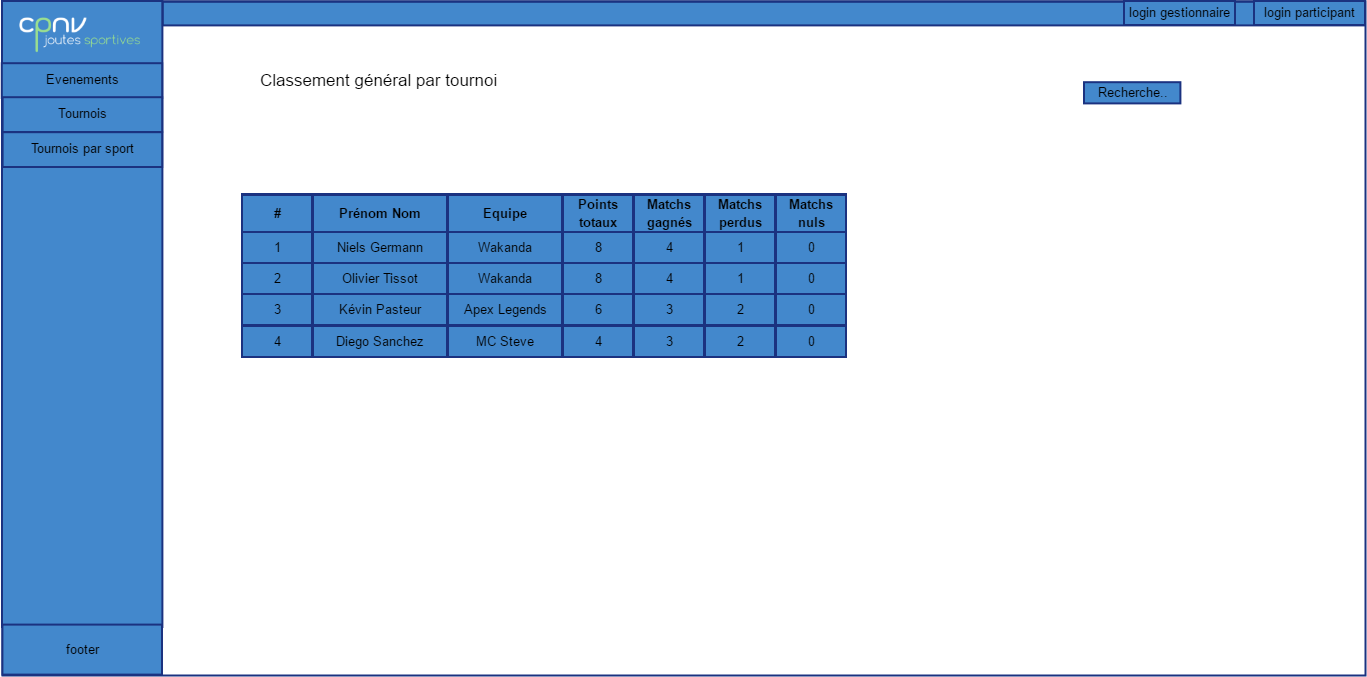 cpnv
joutes sportives
login gestionnaire
login participant
Evenements
Tournois
Tournois par sport
Classement général par tournoi
Recherche..
# Prénom Nom Equipe Points totaux Matchs gagnés Matchs perdus Matchs nuls
1 Niels Germann Wakanda 8 4 1 0
2 Olivier Tissot Wakanda 8 4 1 0
3 Kévin Pasteur Apex Legends 6 3 2 0
4 Diego Sanchez MC Steve 4 3 2 0
footer